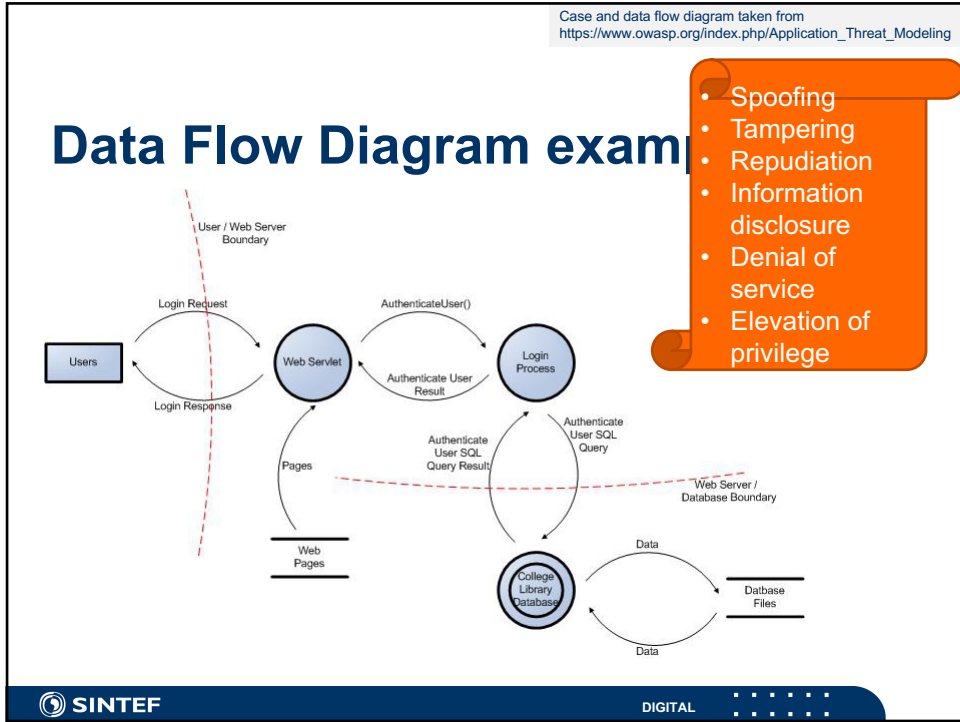 Case and data flow diagram taken from
https://www.owasp.org/index.php/Application_Threat_Modeling
Data Flow Diagram exam
• Spoofing
• Tampering
• Repudiation
• Information
disclosure
• Denial of
service
• Elevation of
privilege
User / Web Server
Boundary
Login Request
AuthenticateUser()
Users
Web Servlet
Login
Process
Authenticate User
Result
Login Response
Authenticate
User SQL
Query Result
Authenticate
User SQL
Query
Pages
Web Server /
Database Boundary
Web
Pages
College
Library
Database
Data
Datbase
Files
Data
SINTEF
DIGITAL